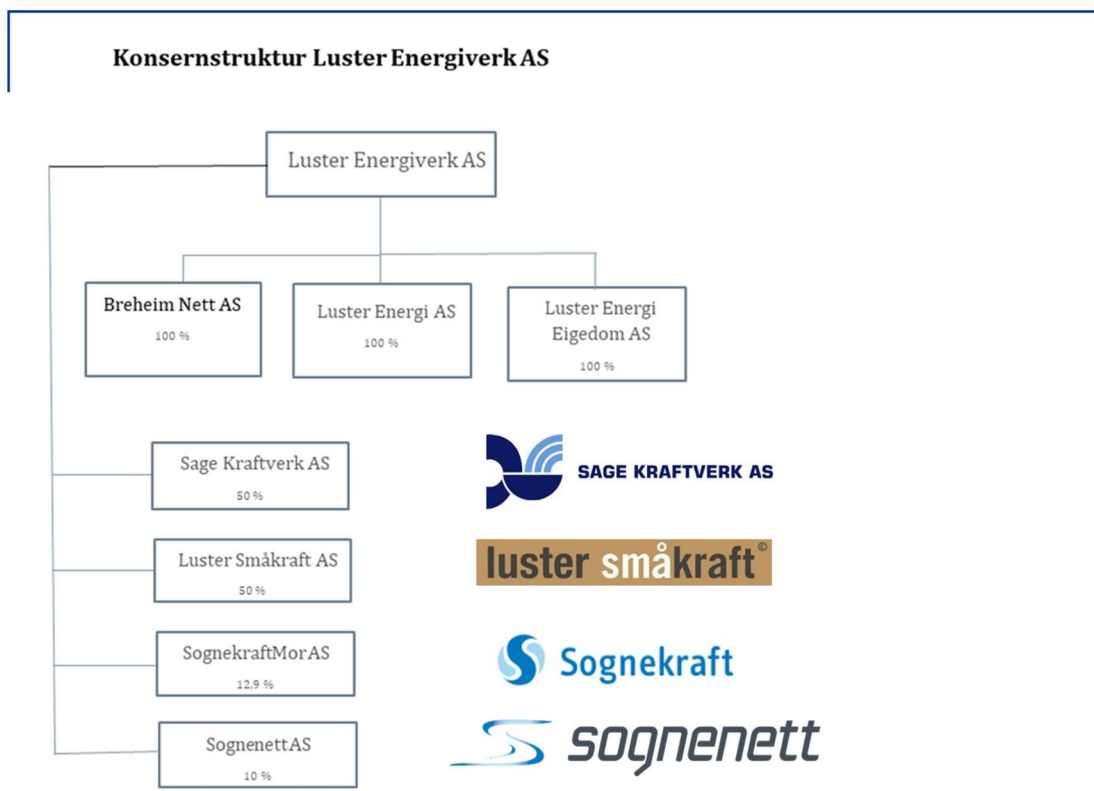 Konsernstruktur Luster Energiverk AS
Luster Energiverk AS
Breheim Nett AS
100 %
Luster Energi AS
100 %
Luster Energi
Eigedom AS
100 %
Sage Kraftverk AS
50 %
SAGE KRAFTVERK AS
Luster Småkraft AS
50 %
luster småkraft©
SognekraftMor AS
12,9 %
Sognekraft
Sognenett AS
10 %
sognenett